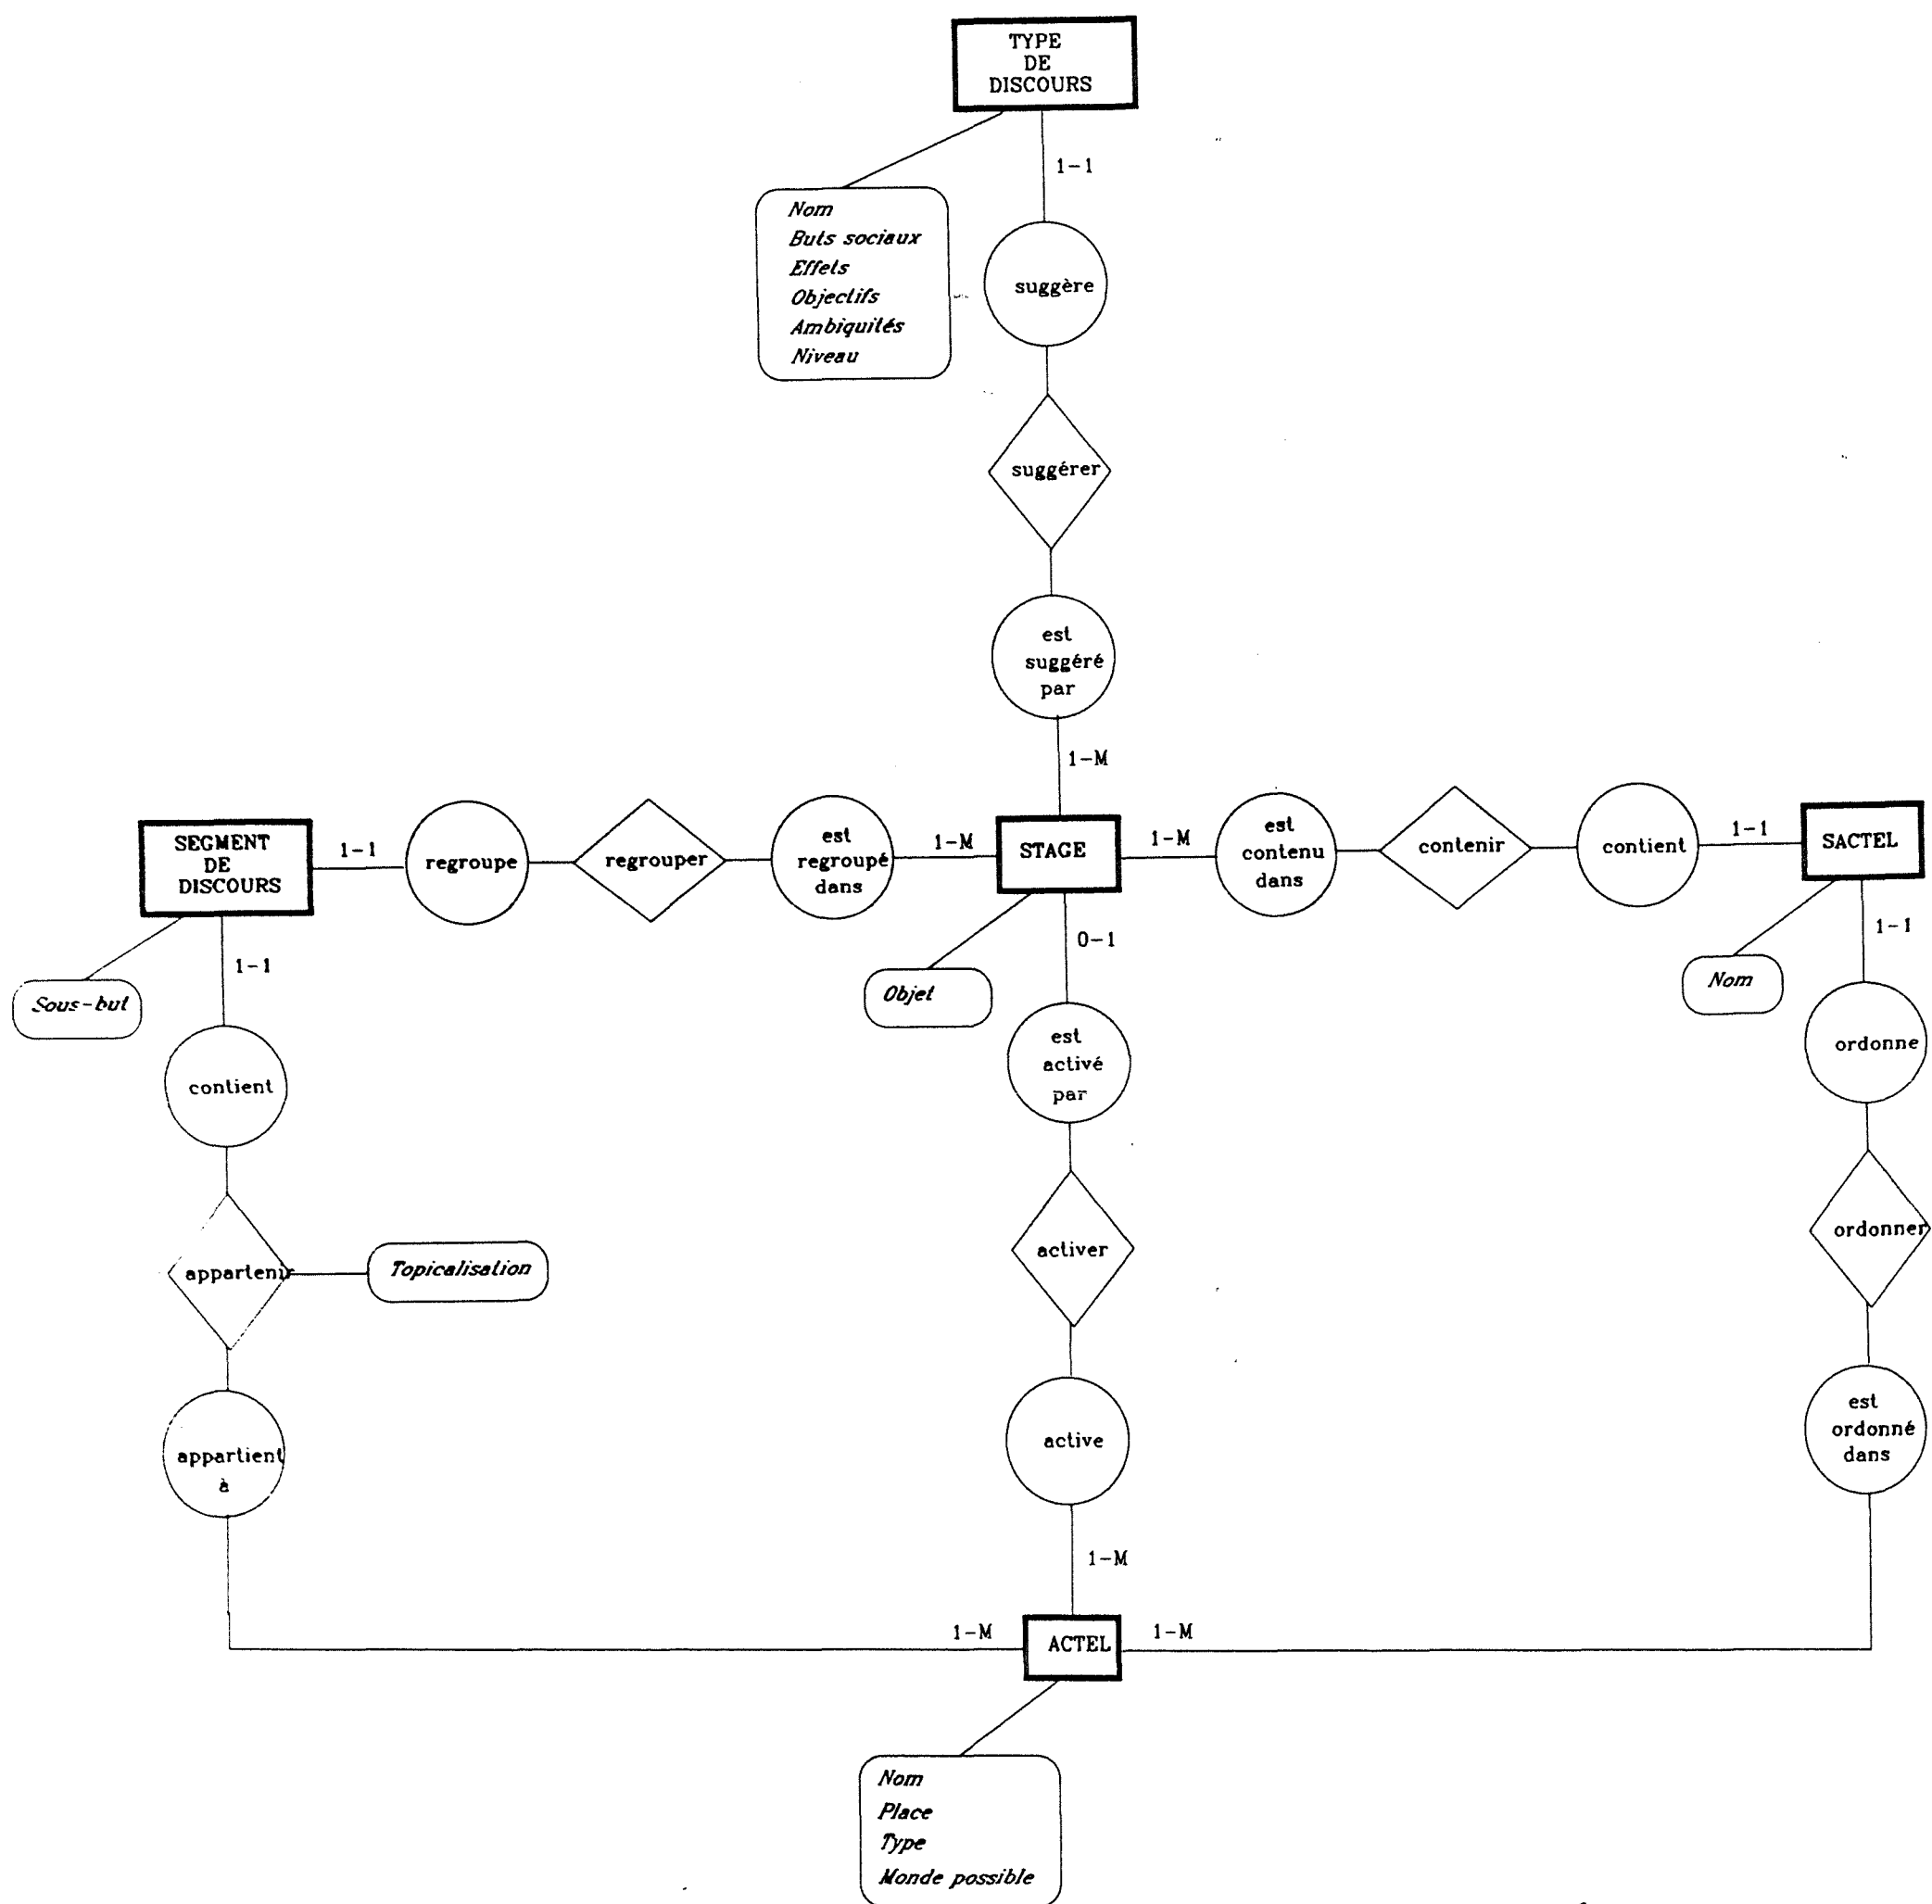 TYPE
DE
DISCOURS
1-1
Nom
Buts sociaux
Effets
Objectifs
Ambiquités
Niveau
suggère
suggérer
est
suggéré
par
1-M
SEGMENT
DE
DISCOURS
1-1
regroupe
regrouper
est
regroupé
dans
1-M
STAGE
1-M
est
contenu
dans
contenir
contient
1-1
SACTEL
1-1
Sous-but
0-1
Objet
1-1
Nom
contient
est
activé
par
ordonne
appartenir
Topicalisation
activer
ordonner
appartient
à
active
est
ordonné
dans
1-M
1-M
ACTEL
1-M
Nom
Place
Type
Monde possible